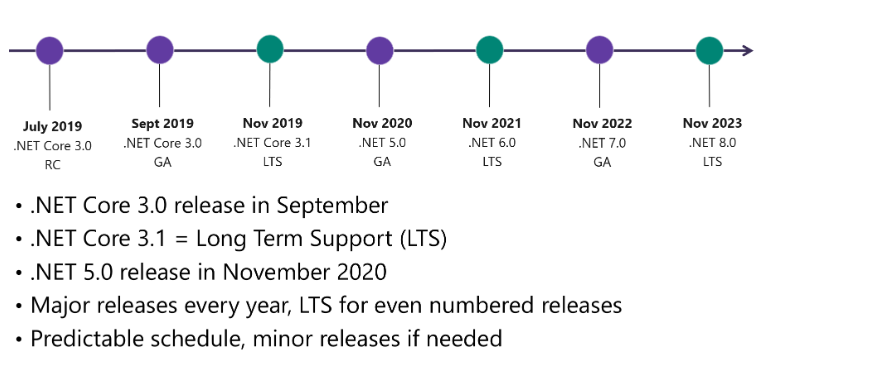 July 2019
.NET Core 3.0
RC
Sept 2019
.NET Core 3.0
GA
Nov 2019
.NET Core 3.1
LTS
Nov 2020
.NET 5.0
GA
Nov 2021
.NET 6.0
LTS
Nov 2022
.NET 7.0
GA
Nov 2023
.NET 8.0
LTS
• .NET Core 3.0 release in September
• .NET Core 3.1 = Long Term Support (LTS)
• .NET 5.0 release in November 2020
• Major releases every year, LTS for even numbered releases
• Predictable schedule, minor releases if needed